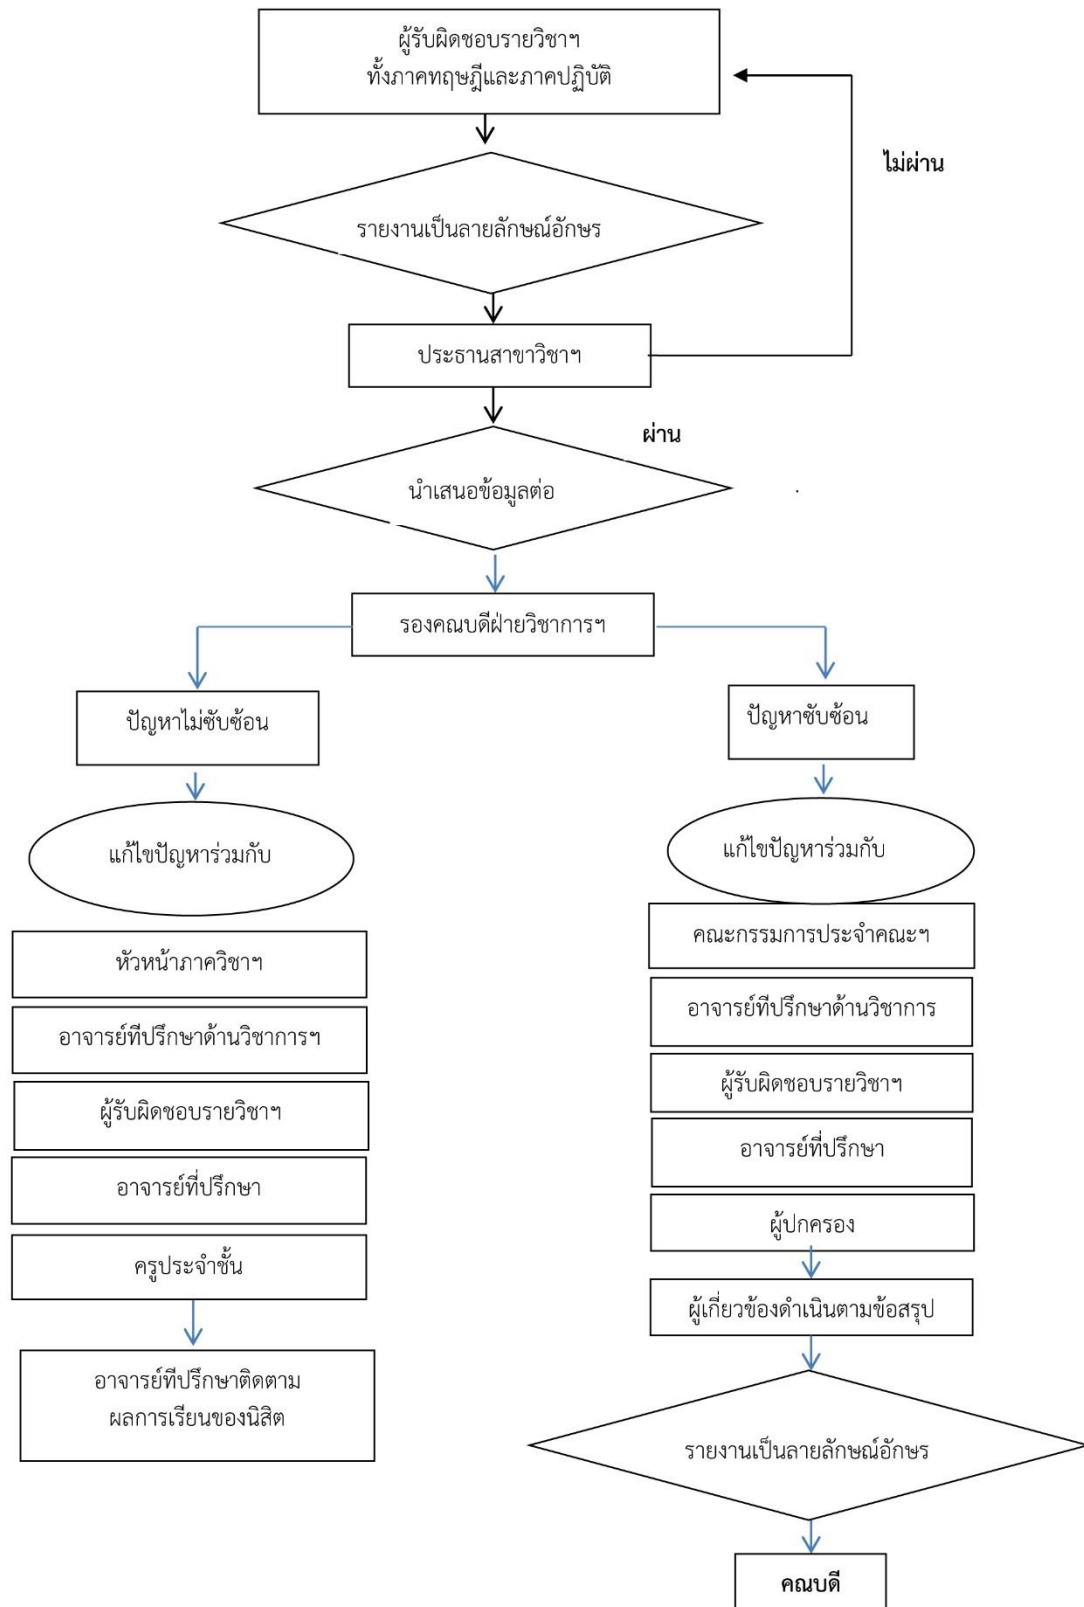 ผู้รับผิดชอบรายวิชาฯ
ทั้งภาคทฤษฎีและภาคปฏิบัติ
ไม่ผ่าน
รายงานเป็นลายลักษณ์อักษร
ประธานสาขาวิชาฯ
ผ่าน
นำเสนอข้อมูลต่อ
รองคณบดีฝ่ายวิชาการฯ
ปัญหาไม่ซับซ้อน
แก้ไขปัญหาร่วมกับ
หัวหน้าภาควิชาฯ
อาจารย์ทีปรึกษาด้านวิชาการฯ
ผู้รับผิดชอบรายวิชาฯ
อาจารย์ที่ปรึกษา
ครูประจำชั้น
อาจารย์ทีปรึกษาติดตาม
ผลการเรียนของนิสิต
ปัญหาซับซ้อน
แก้ไขปัญหาร่วมกับ
คณะกรรมการประจำคณะฯ
อาจารย์ทีปรึกษาด้านวิชาการ
ผู้รับผิดชอบรายวิชาฯ
อาจารย์ที่ปรึกษา
ผู้ปกครอง
ผู้เกี่ยวข้องดำเนินตามข้อสรุป
รายงานเป็นลายลักษณ์อักษร
คณบดี